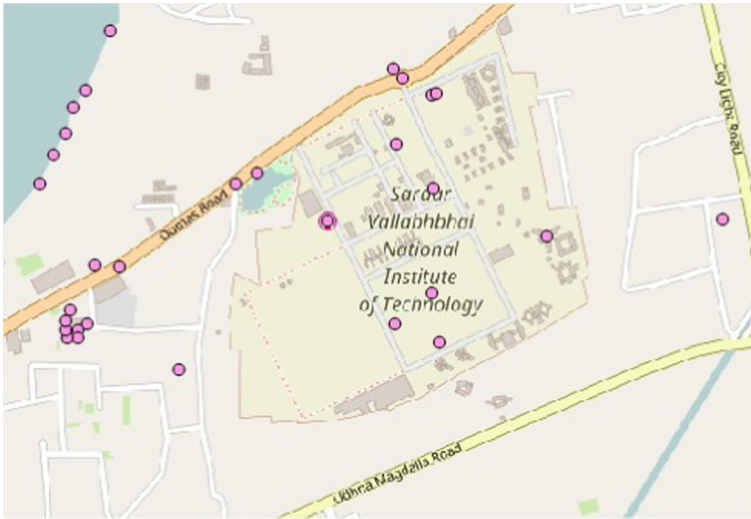 City Light Road
Dumas Road
Sardar
Vallabhbhai
National
Institute
of Technology
Udhna Magdalla Road